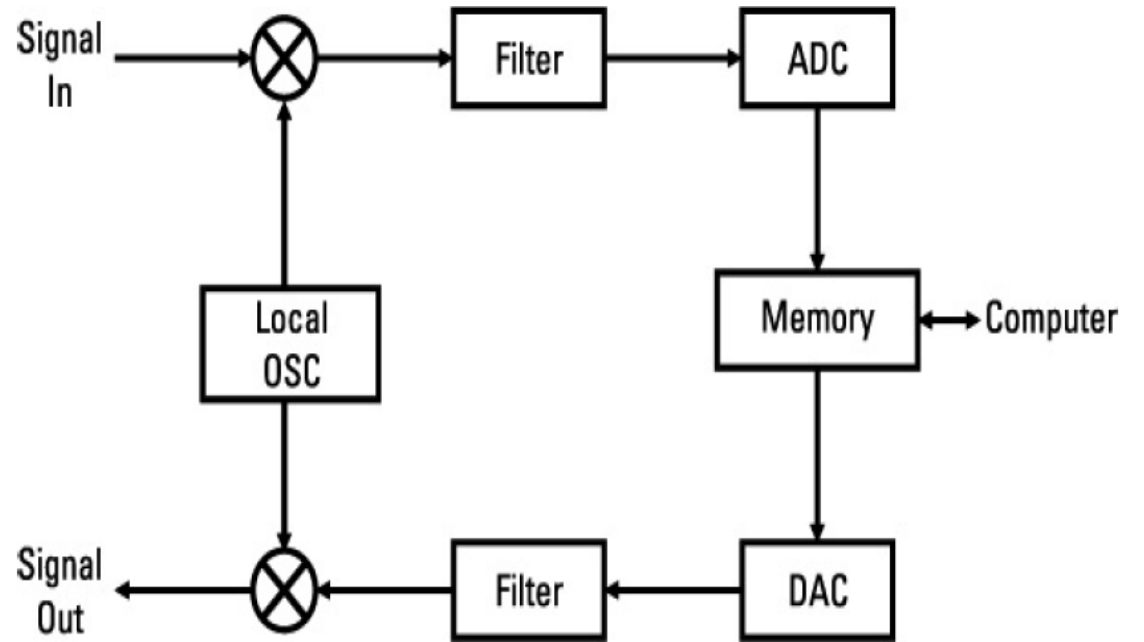 Signal
In
Filter
ADC
Local
OSC
Memory
Computer
Signal
Out
Filter
DAC